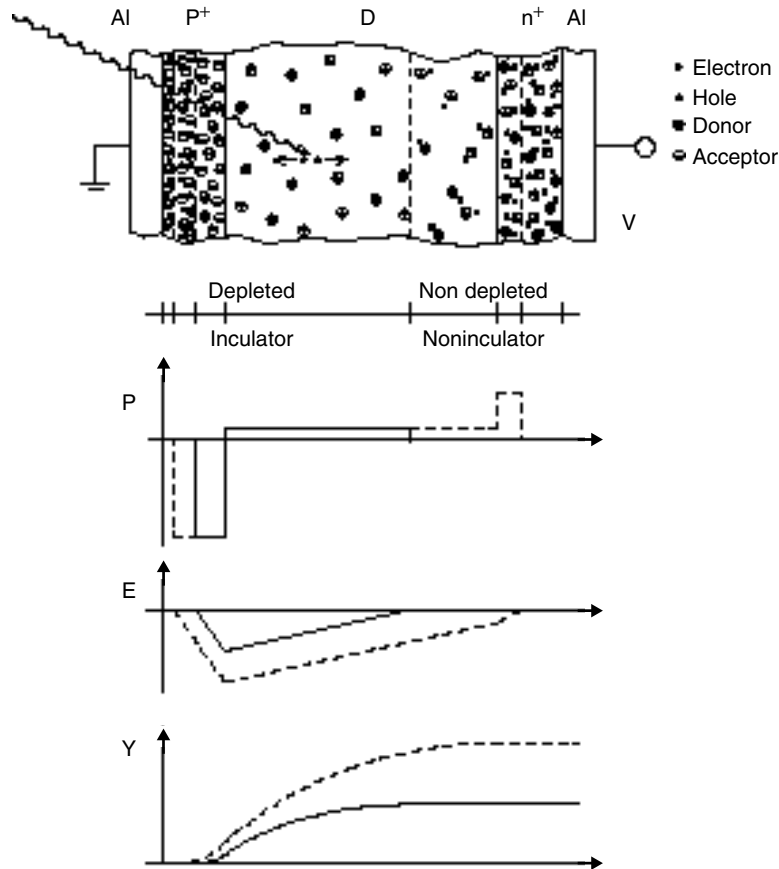 Al P+ D n+ Al
Electron
Hole
Donor
Acceptor
V
Depleted Non depleted
Inculator Noninculator
P
E
Y